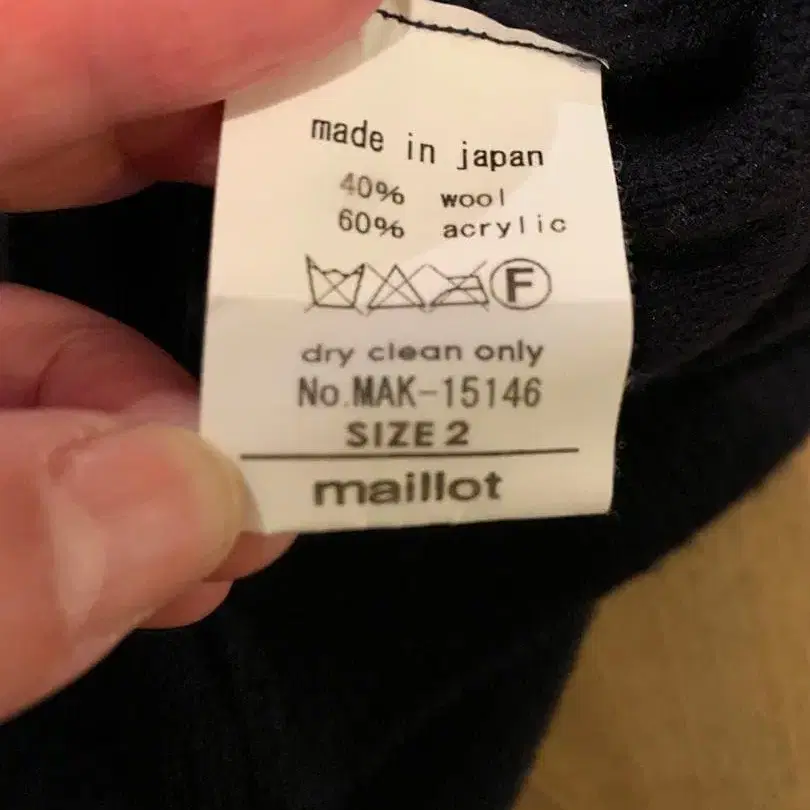 made in japan
40% wool
60% acrylic
F
dry clean only
No.MAK-15146
SIZE 2
maillot